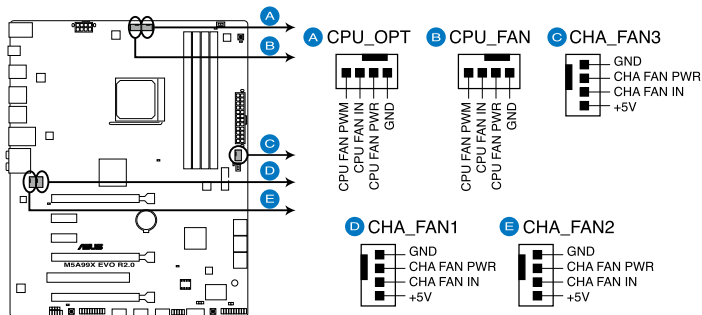 A
B
C
D
E
A CPU_OPT
CPU FAN PWM
CPU FAN IN
CPU FAN PWR
GND
B CPU_FAN
CPU FAN PWM
CPU FAN IN
CPU FAN PWR
GND
C CHA_FAN3
GND
CHA FAN PWR
CHA FAN IN
+5V
D CHA_FAN1
GND
CHA FAN PWR
CHA FAN IN
+5V
E CHA_FAN2
GND
CHA FAN PWR
CHA FAN IN
+5V
ASUS
M5A99X EVO R2.0